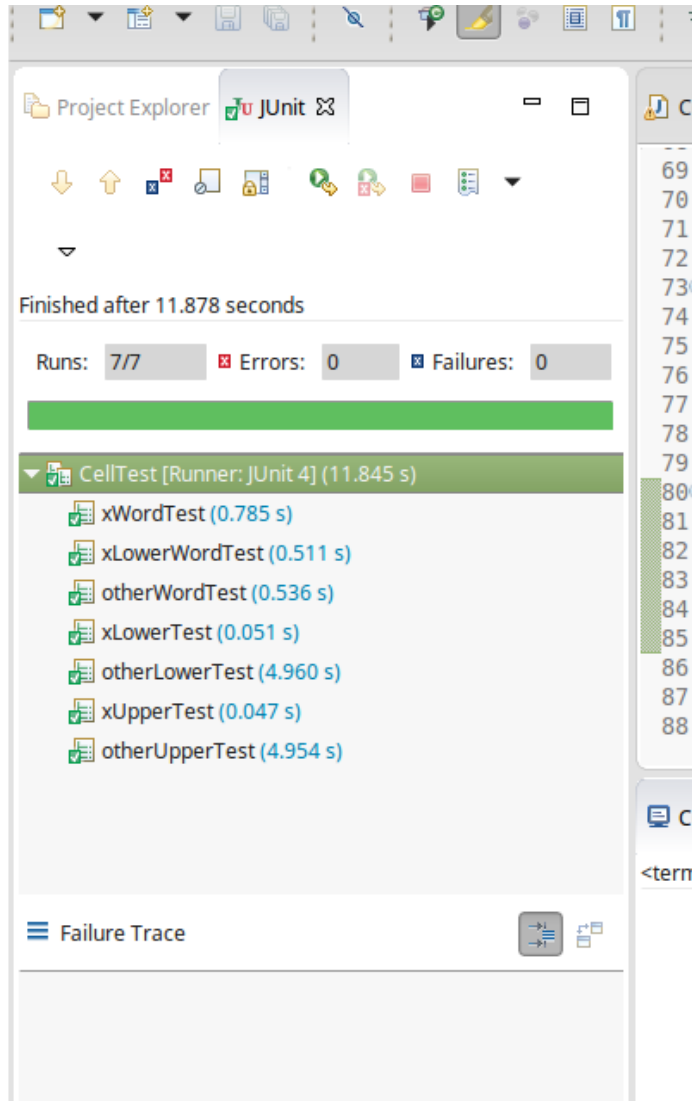 Project Explorer JUnit
C
Finished after 11.878 seconds
Runs: 7/7 Errors: 0 Failures: 0
CellTest [Runner: JUnit 4] (11.845 s)
xWordTest (0.785 s)
xLowerWordTest (0.511 s)
otherWordTest (0.536 s)
xLowerTest (0.051 s)
otherLowerTest (4.960 s)
xUpperTest (0.047 s)
otherUpperTest (4.954 s)
Failure Trace
69
70
71
72
73
74
75
76
77
78
79
80
81
82
83
84
85
86
87
88
C
<term